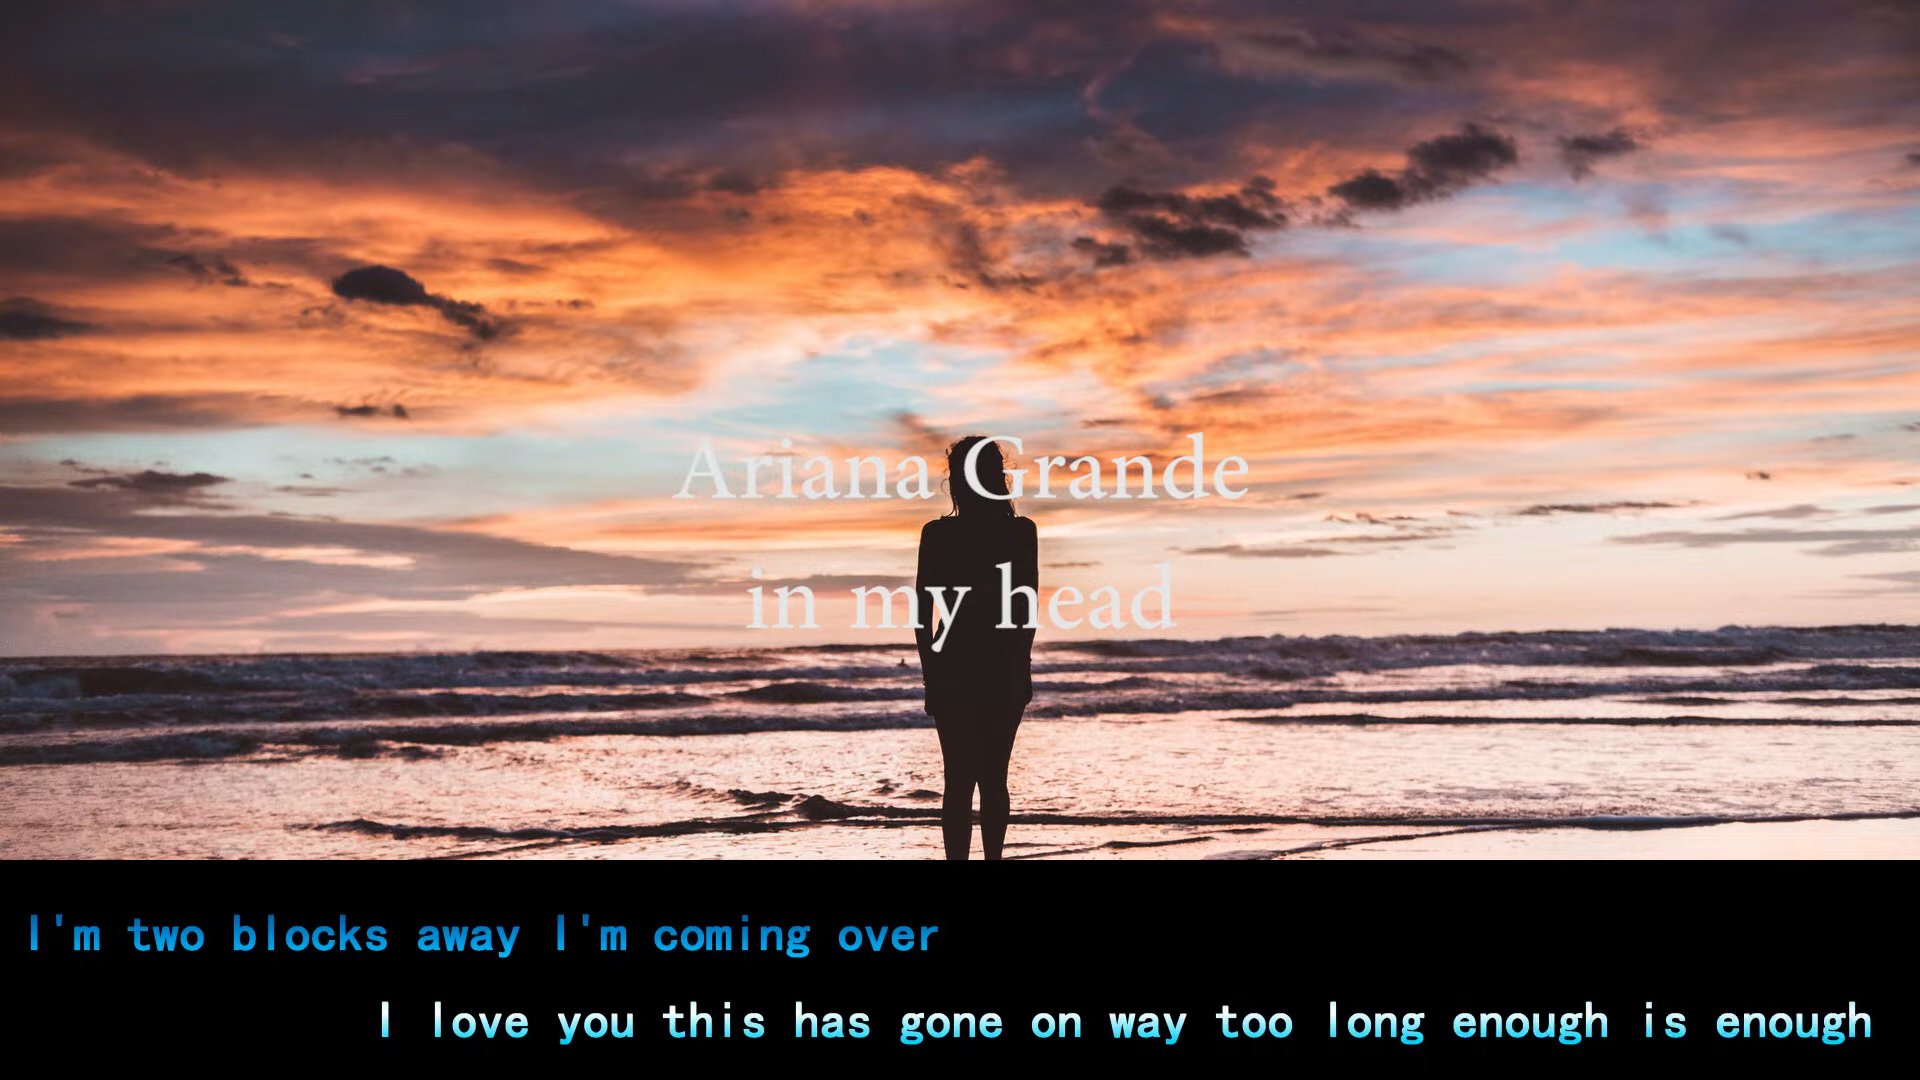 Ariana Grande
in my head
I'm two blocks away I'm coming over
I love you this has gone on way too long enough is enough